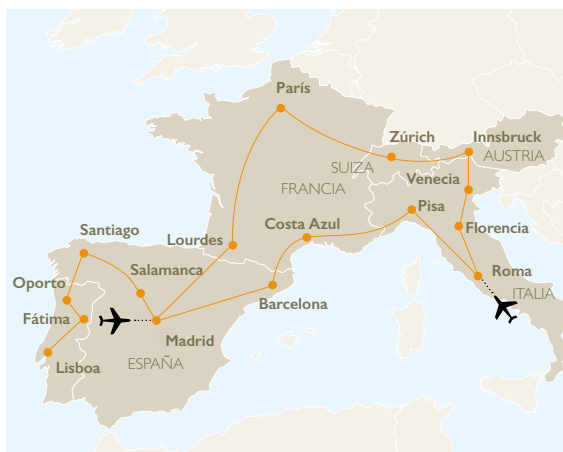 París
Zúrich
Innsbruck
SUIZA
AUSTRIA
Venecia
FRANCIA
Pisa
Costa Azul
Florencia
Santiago
Lourdes
Salamanca
Roma
Oporto
ITALIA
Barcelona
Fátima
Madrid
ESPAÑA
Lisboa